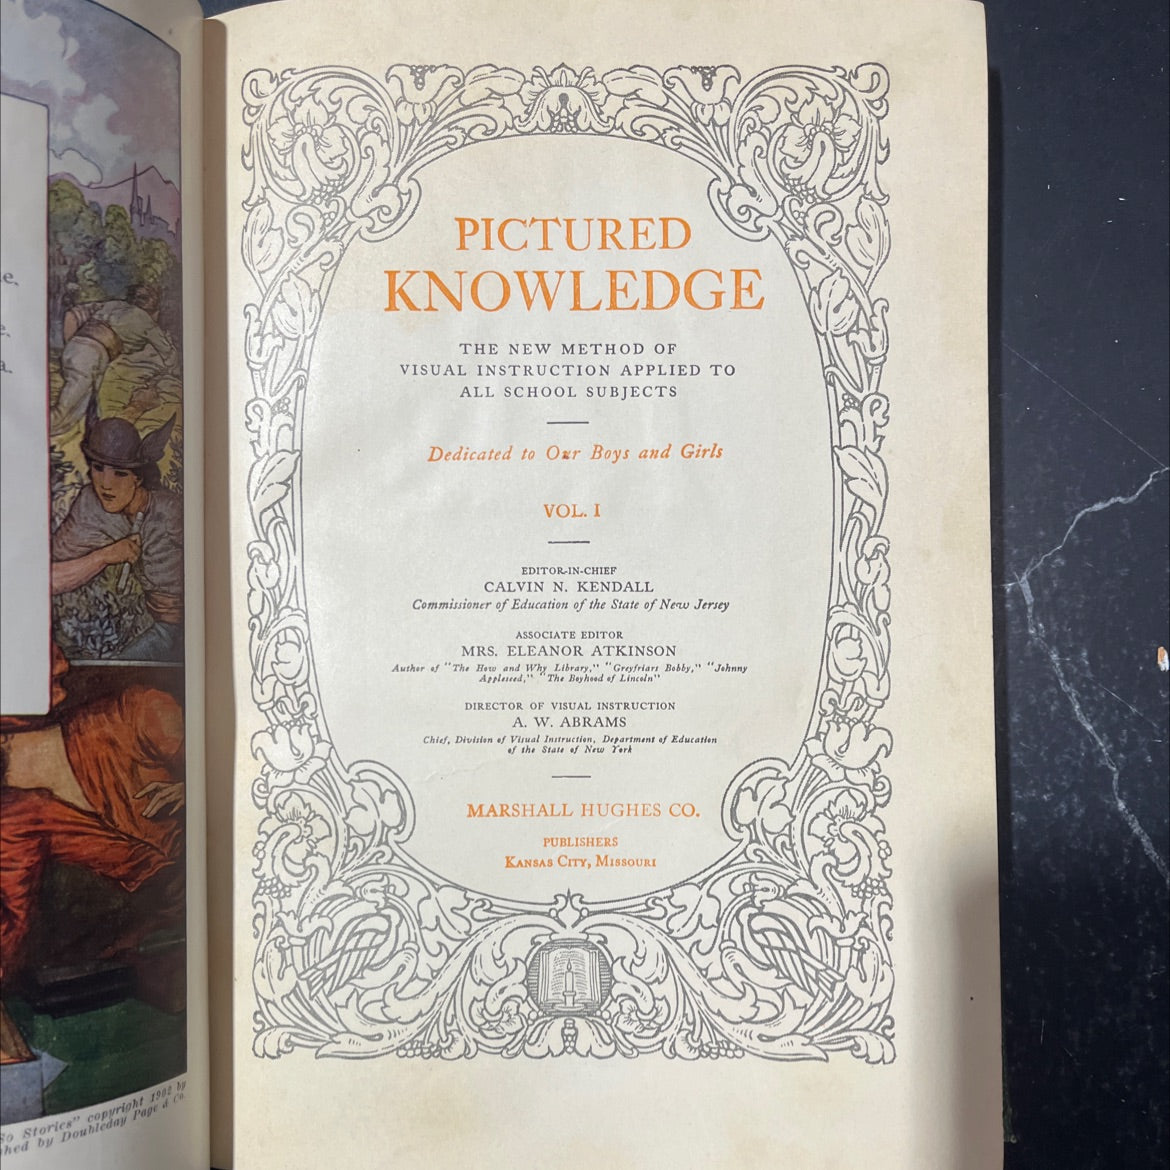 PICTURED
KNOWLEDGE
THE NEW METHOD OF
VISUAL INSTRUCTION APPLIED TO
ALL SCHOOL SUBJECTS
Dedicated to Our Boys and Girls
VOL. I
EDITOR-IN-CHIEF
CALVIN N. KENDALL
Commissioner of Education of the State of New Jersey
ASSOCIATE EDITOR
MRS. ELEANOR ATKINSON
Author of "The How and Why Library," "Greyfriars Bobby," "Johnny
Appleseed," "The Boyhood of Lincoln"
DIRECTOR OF VISUAL INSTRUCTION
A. W. ABRAMS
Chief, Division of Visual Instruction, Department of Education
of the State of New York
MARSHALL HUGHES CO.
PUBLISHERS
KANSAS CITY, MISSOURI
So Stories" copyright 1902 by
by Doubleday Page & Co.